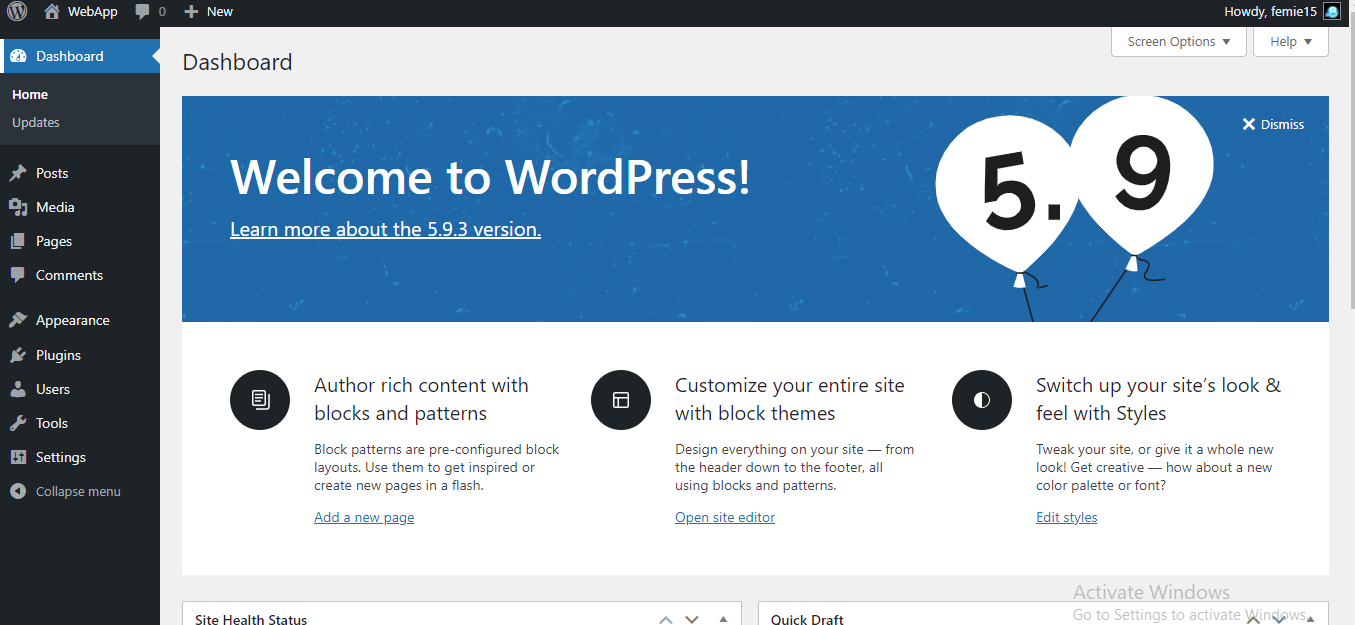 WebApp 0 New Howdy, femie15
Screen Options Help
Dashboard
Home
Updates
Posts
Media
Pages
Comments
Appearance
Plugins
Users
Tools
Settings
Collapse menu
Dashboard
Dismiss
Welcome to WordPress!
Learn more about the 5.9.3 version.
5.9
Author rich content with
blocks and patterns
Block patterns are pre-configured block
layouts. Use them to get inspired or
create new pages in a flash.
Add a new page
Customize your entire site
with block themes
Design everything on your site — from
the header down to the footer, all
using blocks and patterns.
Open site editor
Switch up your site’s look &
feel with Styles
Tweak your site, or give it a whole new
look! Get creative — how about a new
color palette or font?
Edit styles
Site Health Status
Quick Draft
Activate Windows
Go to Settings to activate Windows.